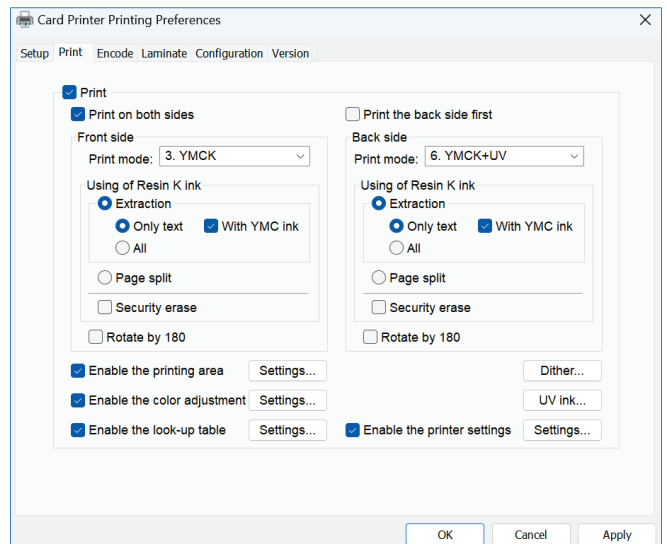 Card Printer Printing Preferences
Setup Print Encode Laminate Configuration Version
Print
Print on both sides
Print the back side first
Front side
Print mode: 3. YMCK
Using of Resin K ink
Extraction
Only text With YMC ink
All
Page split
Security erase
Rotate by 180
Back side
Print mode: 6. YMCK+UV
Using of Resin K ink
Extraction
Only text With YMC ink
All
Page split
Security erase
Rotate by 180
Enable the printing area Settings...
Dither...
Enable the color adjustment Settings...
UV ink...
Enable the look-up table Settings...
Enable the printer settings Settings...
OK Cancel Apply